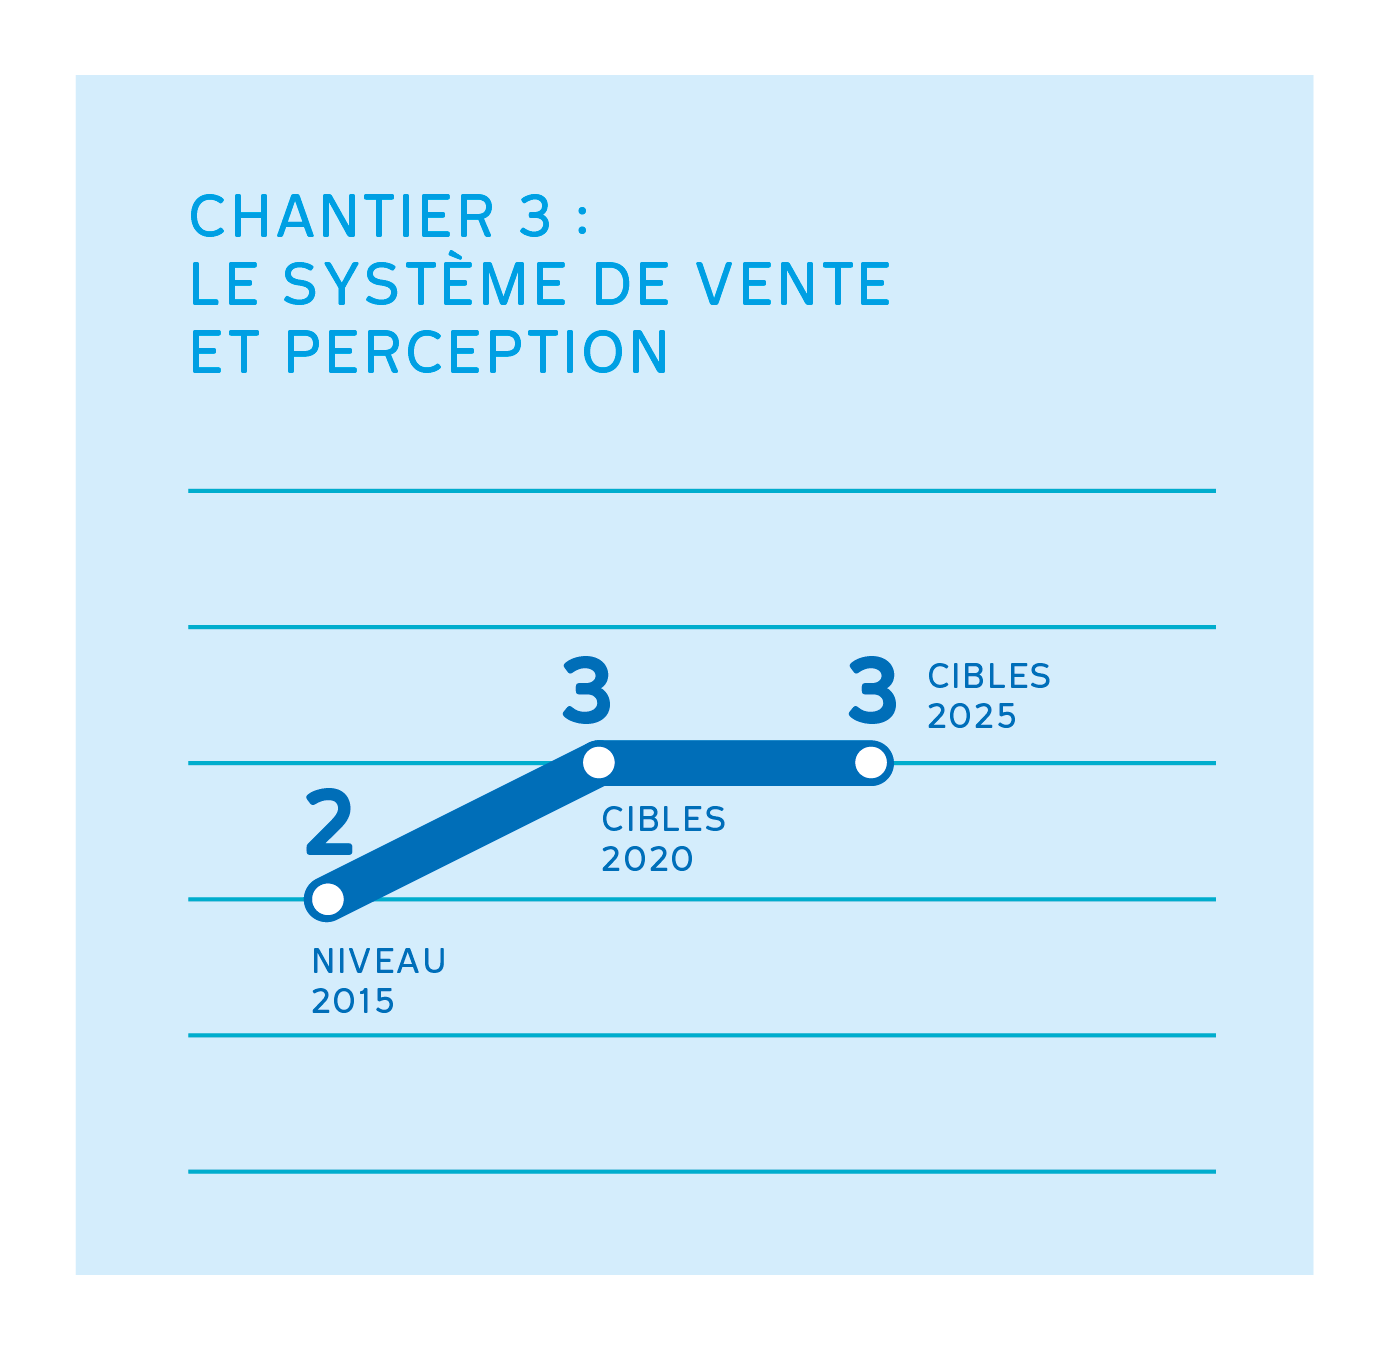 CHANTIER 3 :
LE SYSTÈME DE VENTE
ET PERCEPTION
3
3
CIBLES
2025
2
CIBLES
2020
NIVEAU
2015